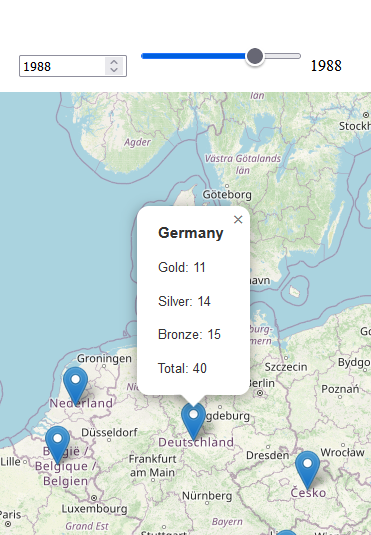 1988
1988
Agder
Stockh
Västra Götalands
län
Göteborg
×
Germany
Gold: 11
Silver: 14
Bronze: 15
Total: 40
Groningen
Szczecin
Bydgo
Berlin
Poznań
Nederland
gdeburg
Düsseldorf
Deutschland
België /
Belgique /
Belgien
Lille
Frankfurt
am Main
Dresden
Wrocław
Česko
Nürnberg
Luxembourg
Grand Est
Bayern
aris